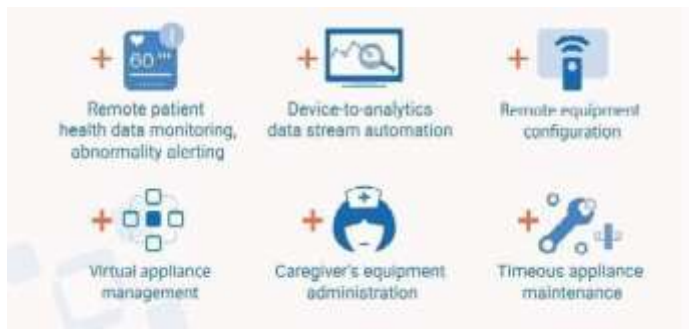 60
Remote patient
health data monitoring,
abnormality alerting
Device-to-analytics
data stream automation
Remote equipment
configuration
Virtual appliance
management
Caregiver's equipment
administration
Timeous appliance
maintenance